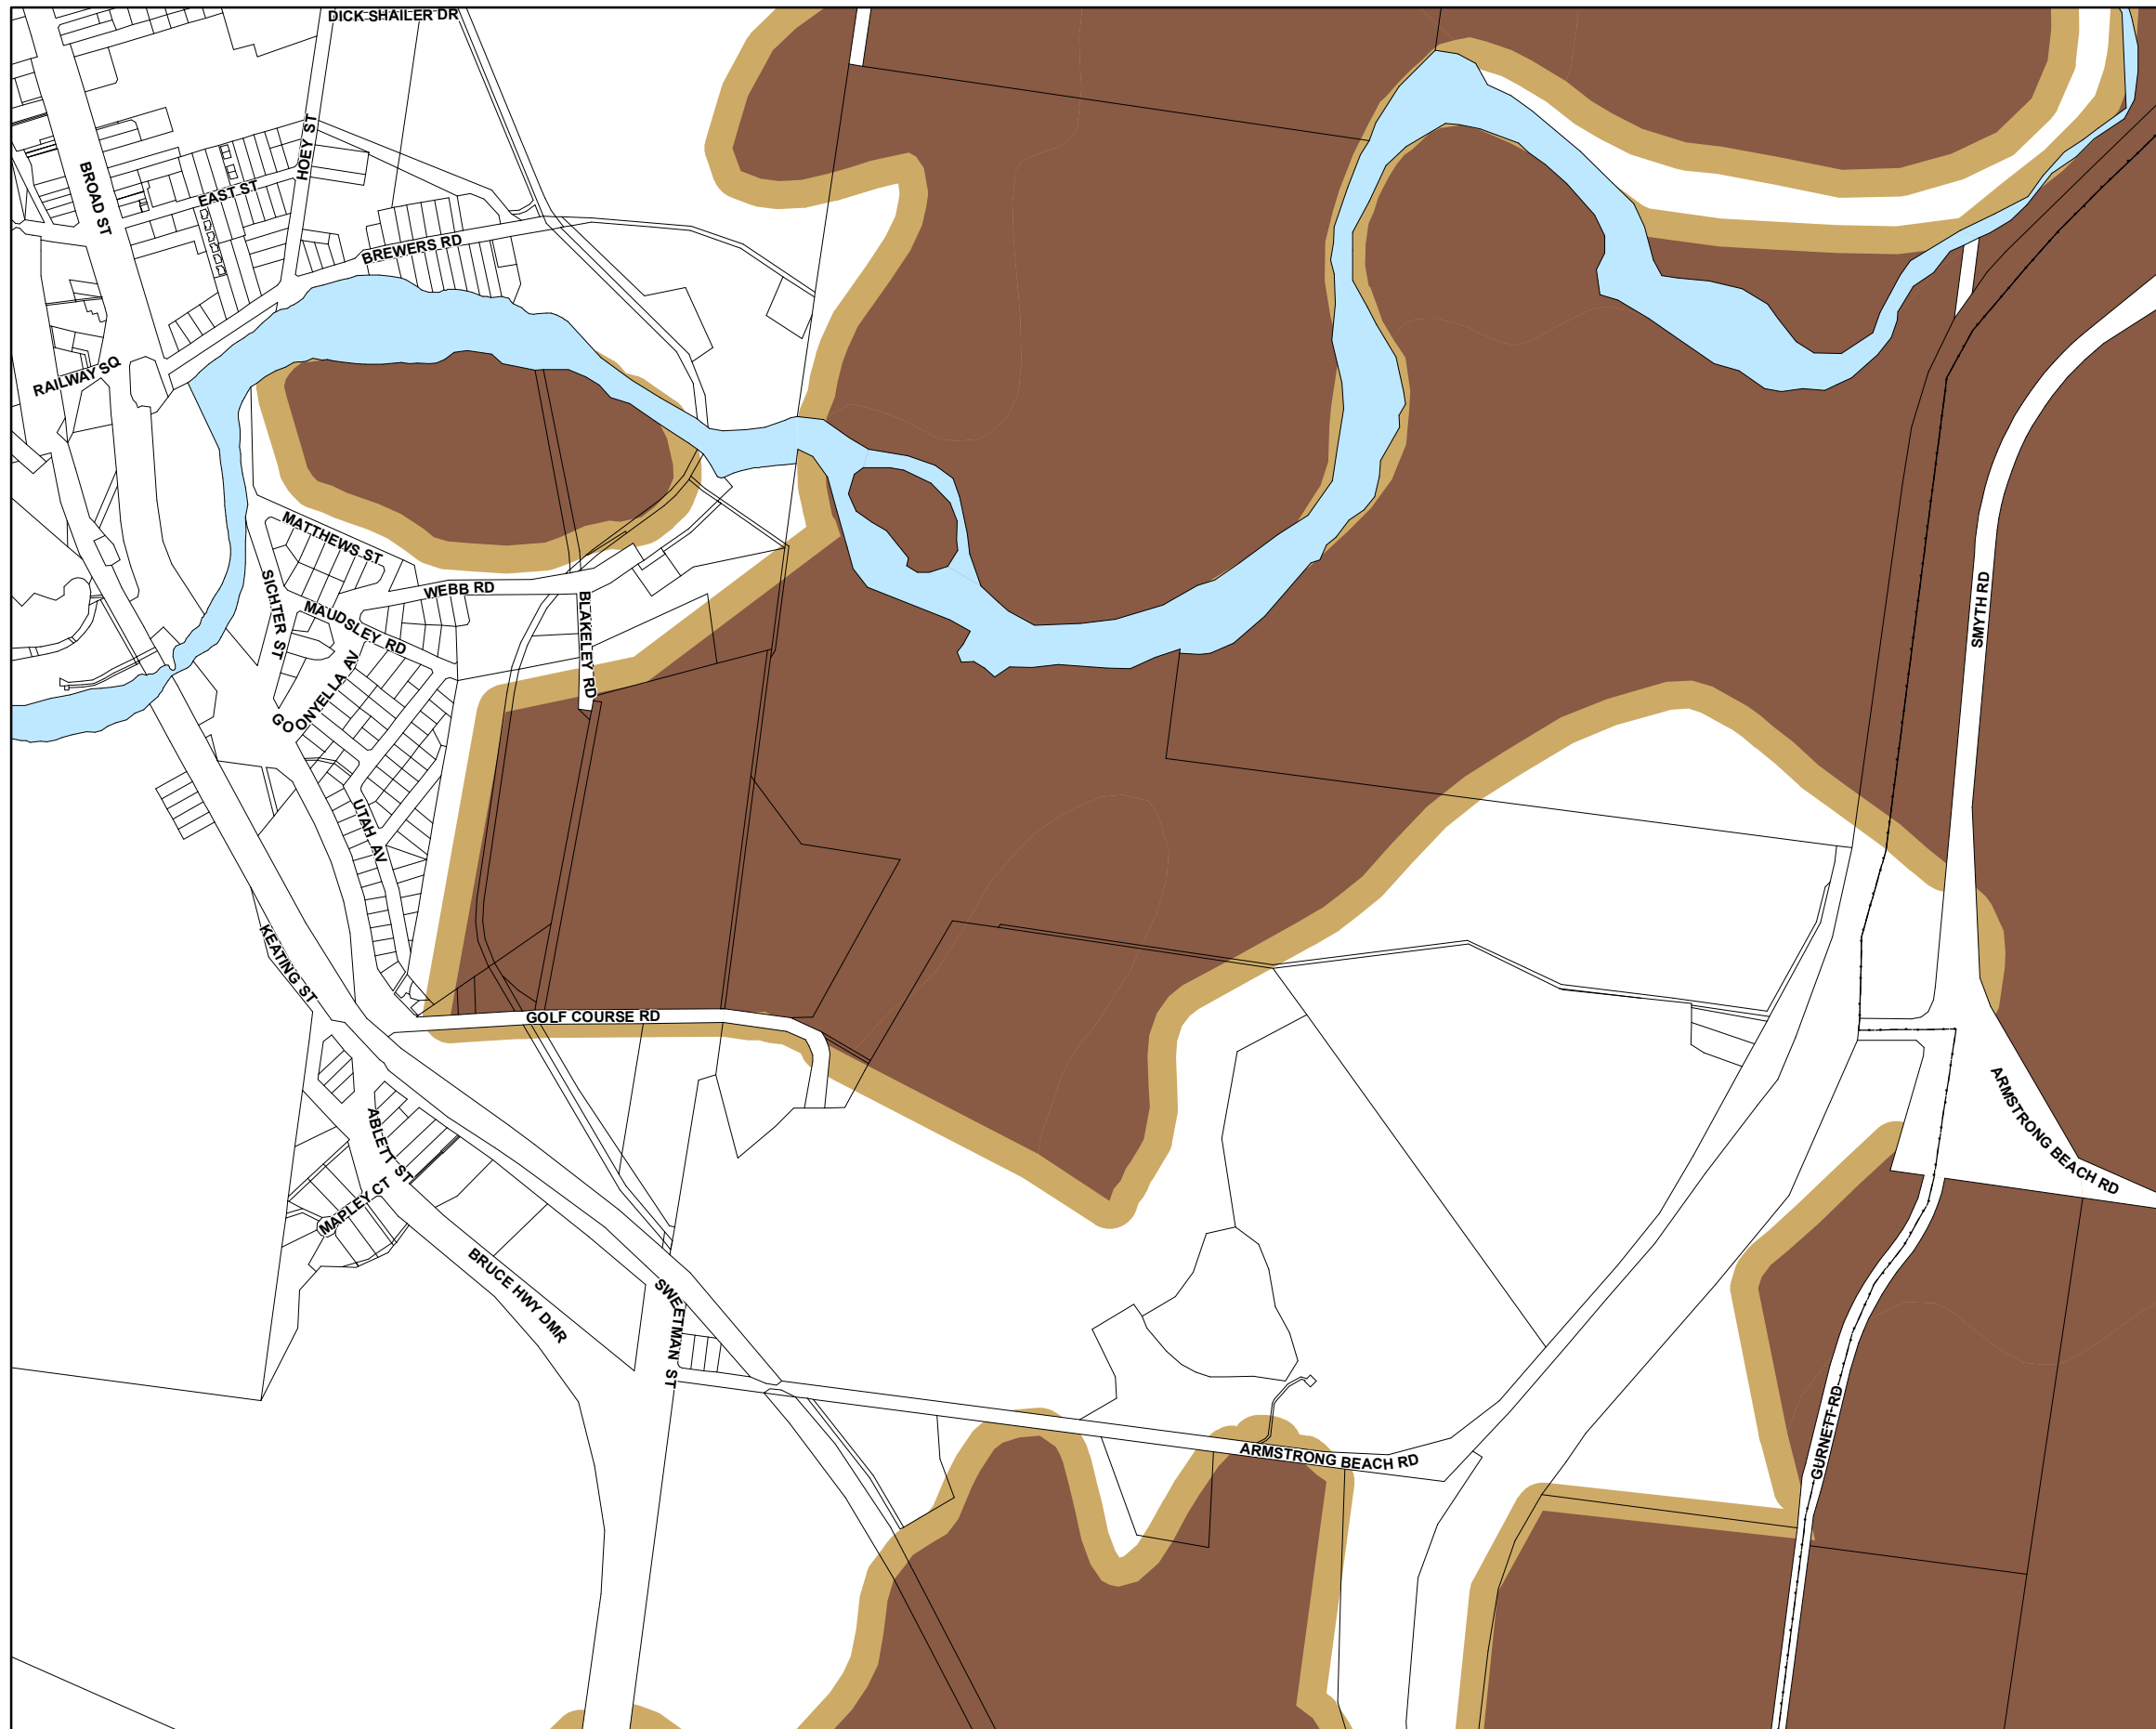 DICK SHAILER DR
HOEY ST
BROAD ST
EAST ST
BREWERS RD
RAILWAY SQ
MATTHEWS ST
SICHTER ST
WEBB RD
MAUDSLEY RD
BLAKELEY RD
GOONYELLA AV
SMYTH RD
UTAH AV
KEATING ST
GOLF COURSE RD
ABLETT ST
MAPLEY CT
ARMSTRONG BEACH RD
BRUCE HWY DMR
SWEETMAN ST
GURNETT RD
ARMSTRONG BEACH RD